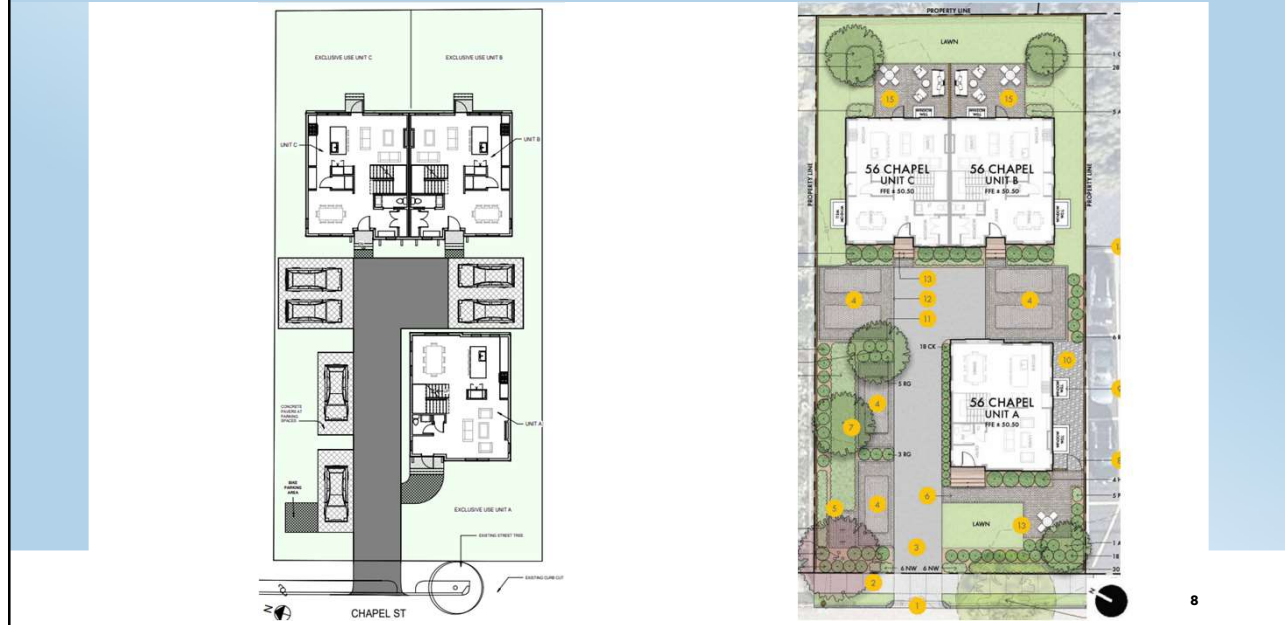 EXCLUSIVE USE UNIT C
EXCLUSIVE USE UNIT B
UNIT C
UNIT B
CONCRETE
PAVERS AT
PARKING
SPACES
UNIT A
BIKE
PARKING
AREA
EXCLUSIVE USE UNIT A
EXISTING STREET TREE
EXISTING CURB CUT
N
CHAPEL ST
PROPERTY LINE
LAWN
28
15
15
PROPERTY LINE
PROPERTY LINE
56 CHAPEL
UNIT C
FFE ± 50.50
56 CHAPEL
UNIT B
FFE ± 50.50
13
4
12
4
11
18 CK
10
5 RG
4
56 CHAPEL
UNIT A
FFE ± 50.50
7
3 RG
6
4
5
LAWN
13
3
18
6 NW
6 NW
30
2
1
N
8